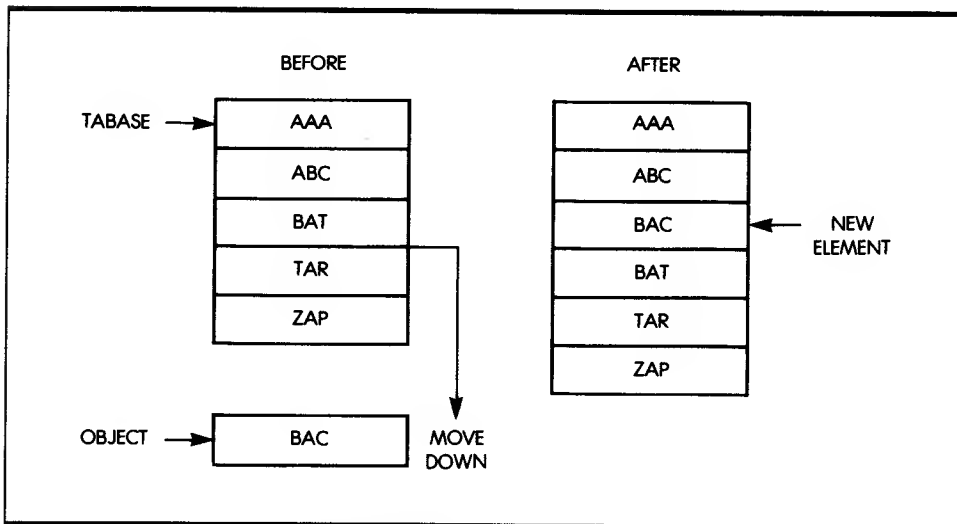 BEFORE
TABASE
AAA
ABC
BAT
TAR
ZAP
OBJECT
BAC
MOVE
DOWN
AFTER
AAA
ABC
BAC
BAT
TAR
ZAP
NEW
ELEMENT